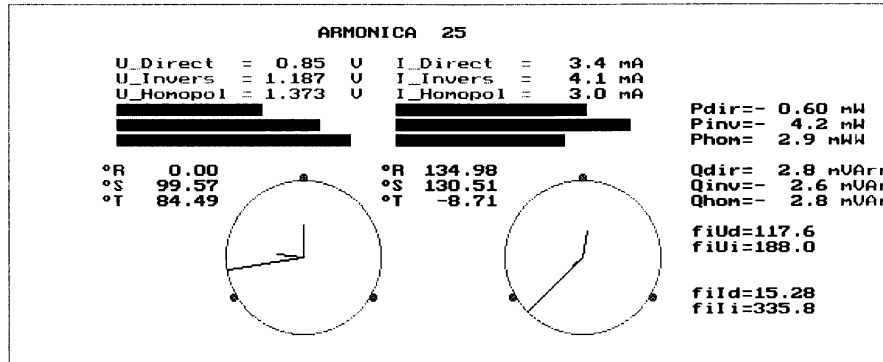 ARMONICA 25
U_Direct = 0.85 V I_Direct = 3.4 mA
U_Invers = 1.187 V I_Invers = 4.1 mA
U_Homopol = 1.373 V I_Homopol = 3.0 mA
Pdir=- 0.60 mW
Pinv=- 4.2 mW
Phom= 2.9 mWW
°R 0.00
°S 99.57
°T 84.49
°R 134.98
°S 130.51
°T -8.71
Qdir= 2.8 mVArr
Qinv=- 2.6 mVAr
Qhom=- 2.8 mVAr
fiUd=117.6
fiUi=188.0
fiId=15.28
fiIi=335.8